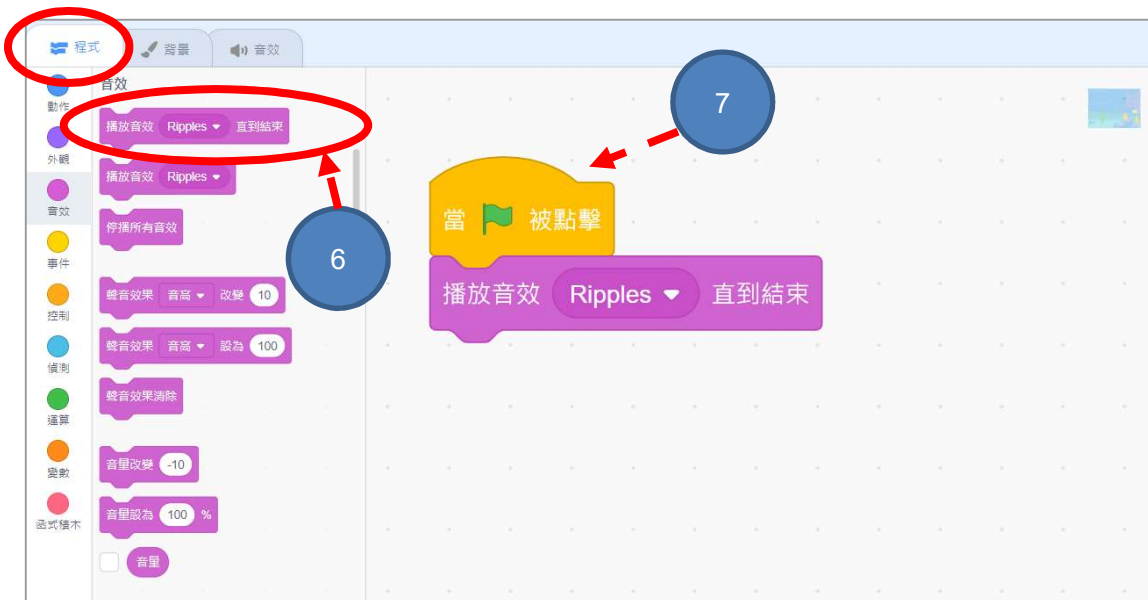 程式
背景
音效
動作
外觀
音效
事件
控制
偵測
運算
變數
函式積木
音效
播放音效 Ripples 直到結束
播放音效 Ripples
停播所有音效
聲音效果 音高 改變 10
聲音效果 音高 設為 100
聲音效果清除
音量改變 -10
音量設為 100 %
音量
6
7
當 被點擊
播放音效 Ripples 直到結束